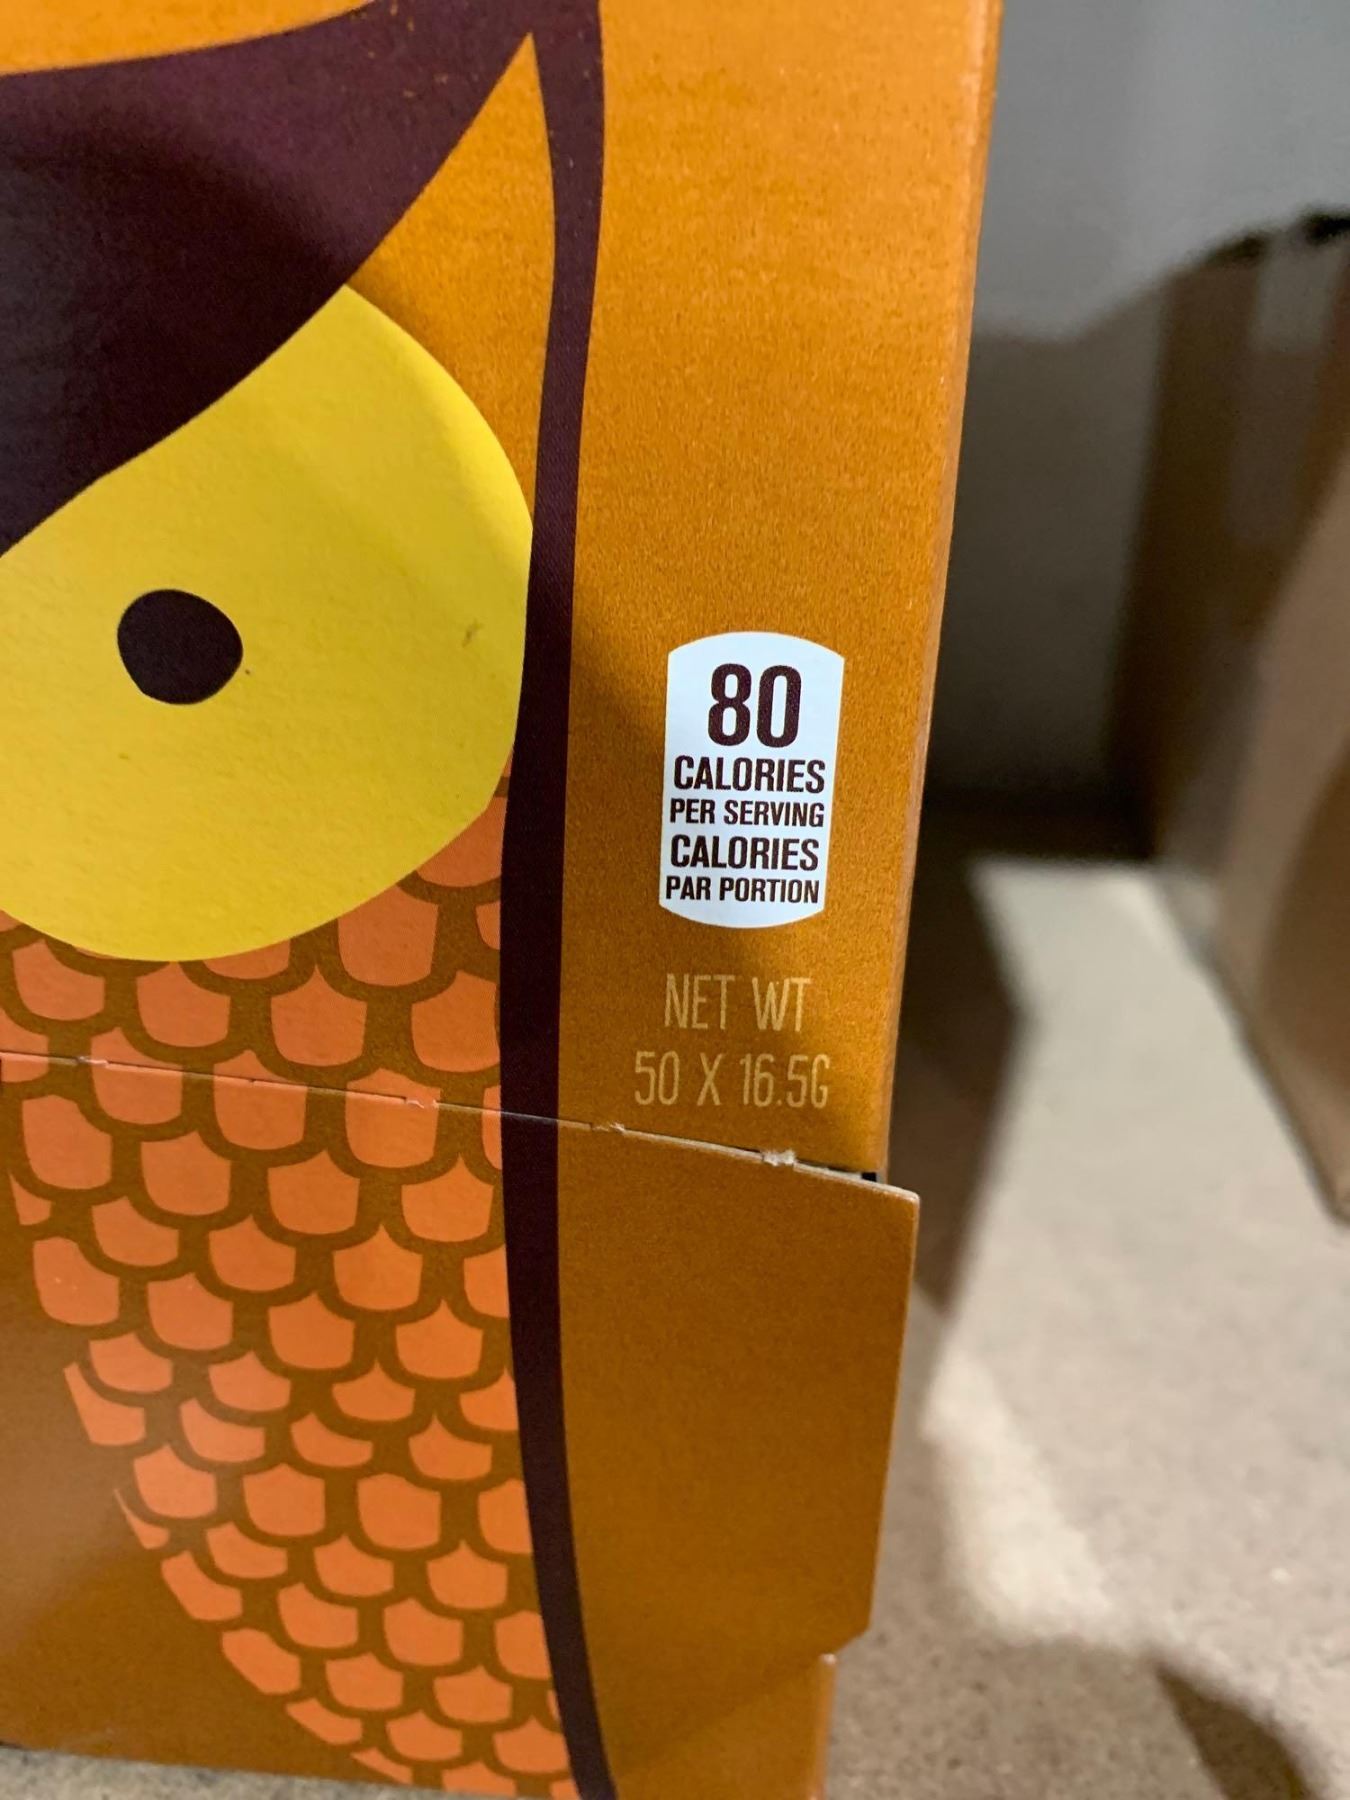 80
CALORIES
PER SERVING
CALORIES
PAR PORTION
NET WT
50 X 16.5G